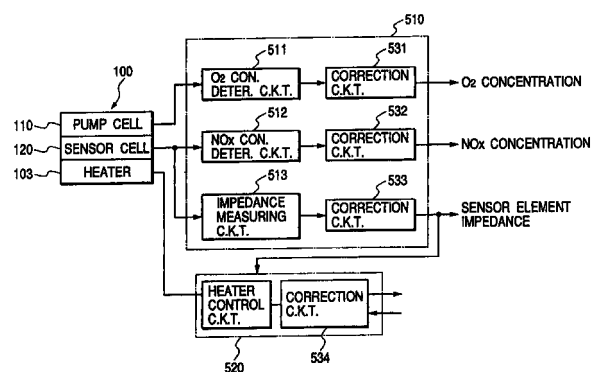 510
511
531
O2 CON.
DETER. C.K.T.
CORRECTION
C.K.T.
O2 CONCENTRATION
100
512
532
110
PUMP CELL
120
SENSOR CELL
103
HEATER
NOx CON.
DETER. C.K.T.
CORRECTION
C.K.T.
NOx CONCENTRATION
513
533
IMPEDANCE
MEASURING
C.K.T.
CORRECTION
C.K.T.
SENSOR ELEMENT
IMPEDANCE
HEATER
CONTROL
C.K.T.
CORRECTION
C.K.T.
520
534